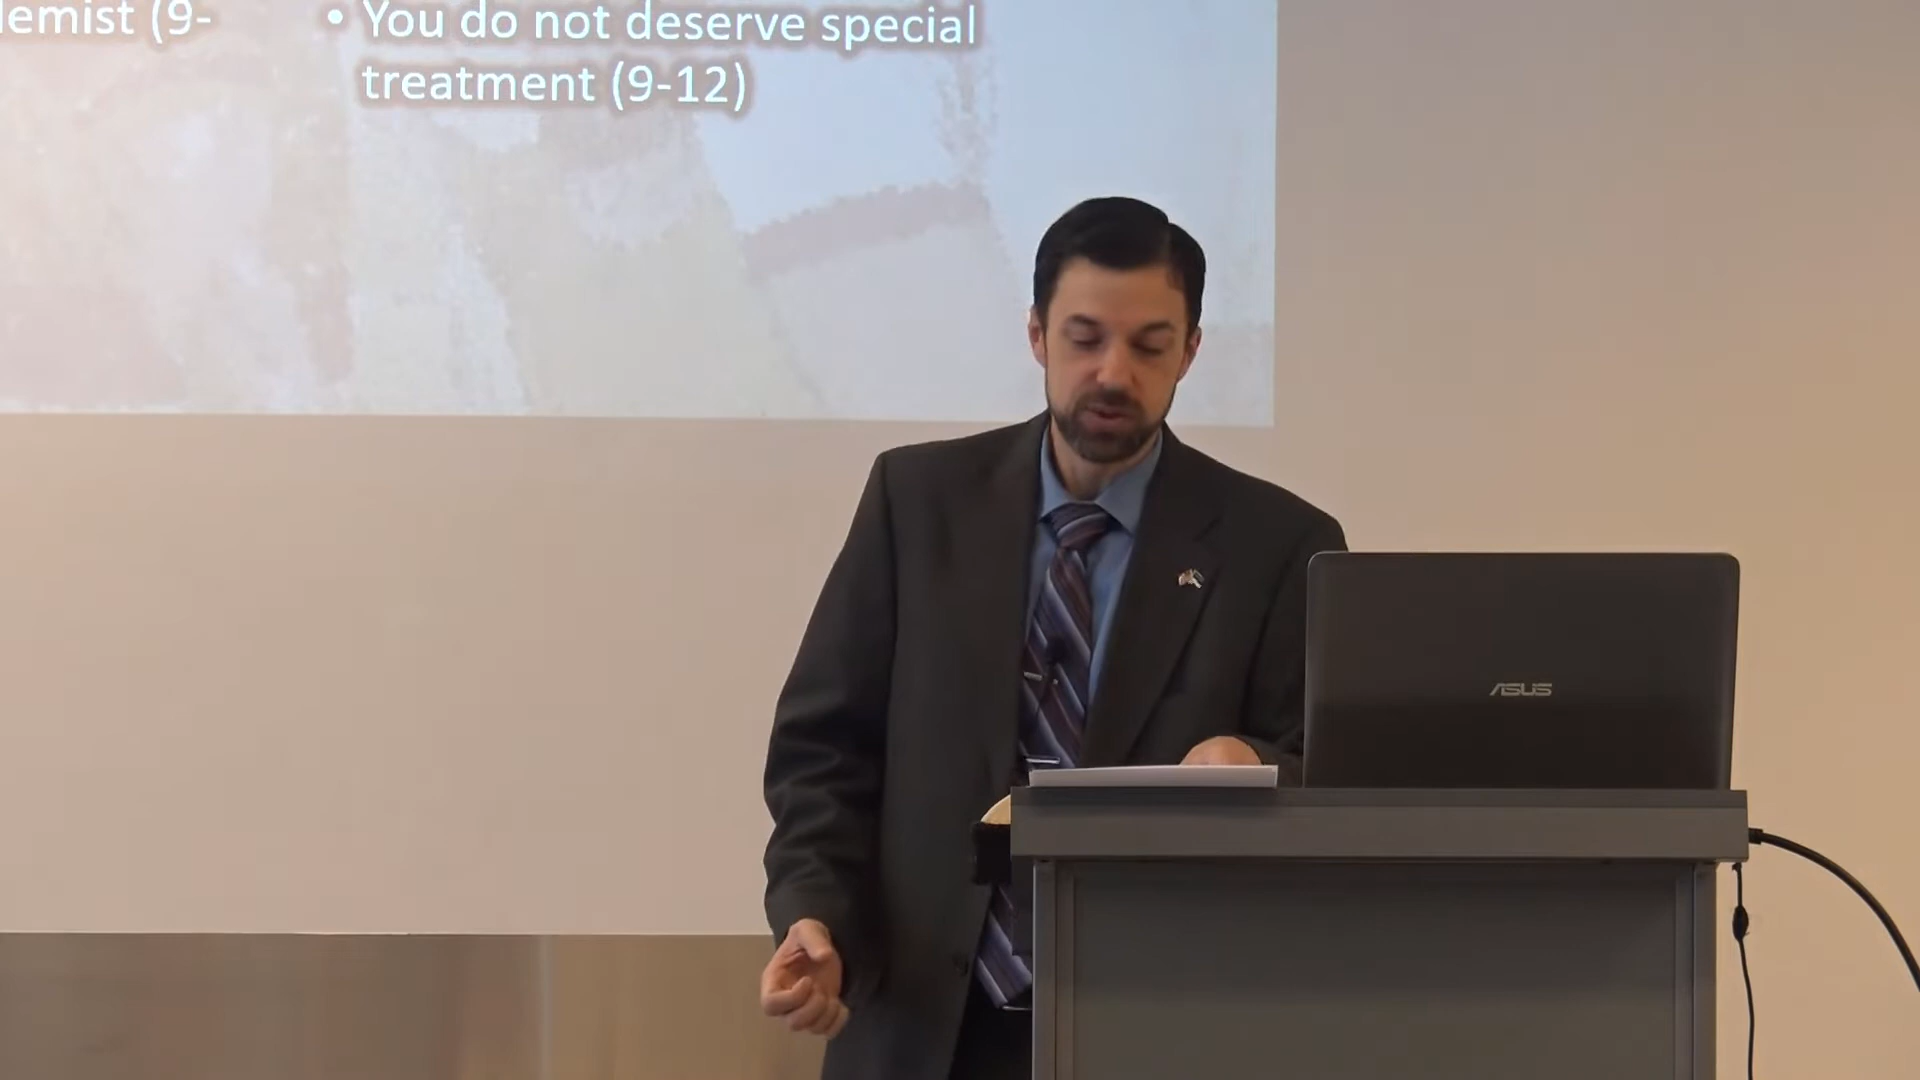 lemist (9-
• You do not deserve special
treatment (9-12)
ASUS